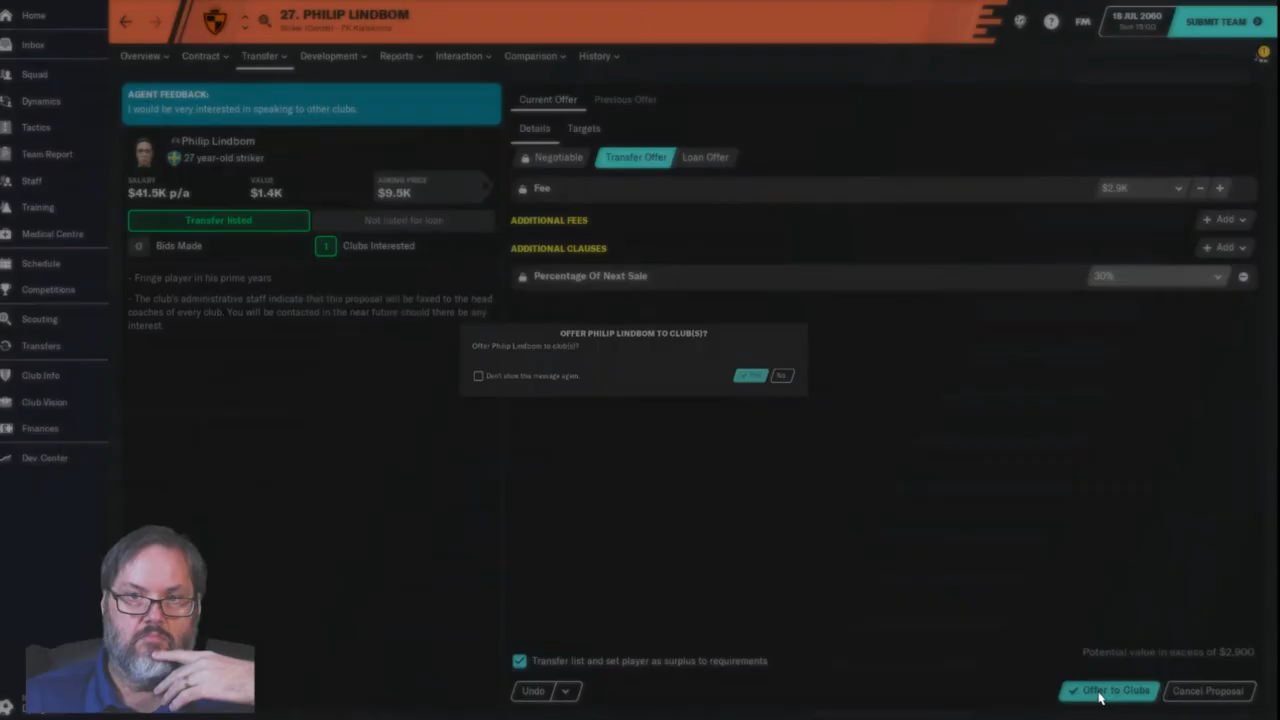 Home
Inbox
Squad
Dynamics
Tactics
Team Report
Staff
Training
Medical Centre
Schedule
Competitions
Scouting
Transfers
Club Info
Club Vision
Finances
Dev. Center
27. PHILIP LINDBOM
Striker (Center) - FK Karlskrona
FM
18 JUL 2060
Sun 15:00
SUBMIT TEAM
Overview
Contract
Transfer
Development
Reports
Interaction
Comparison
History
AGENT FEEDBACK:
I would be very interested in speaking to other clubs.
Philip Lindbom
27 year-old striker
SALARY
$41.5K p/a
VALUE
$1.4K
ASKING PRICE
$9.5K
Transfer listed
Not listed for loan
0 Bids Made
1 Clubs Interested
- Fringe player in his prime years
- The club's administrative staff indicate that this proposal will be faxed to the head
coaches of every club. You will be contacted in the near future should there be any
interest.
Current Offer
Previous Offer
Details
Targets
Negotiable
Transfer Offer
Loan Offer
Fee
$2.9K
ADDITIONAL FEES
Add
ADDITIONAL CLAUSES
Add
Percentage Of Next Sale
30%
OFFER PHILIP LINDBOM TO CLUB(S)?
Offer Philip Lindbom to club(s)?
Don't show this message again.
Yes
No
Transfer list and set player as surplus to requirements
Potential value in excess of $2,900
Undo
Offer to Clubs
Cancel Proposal